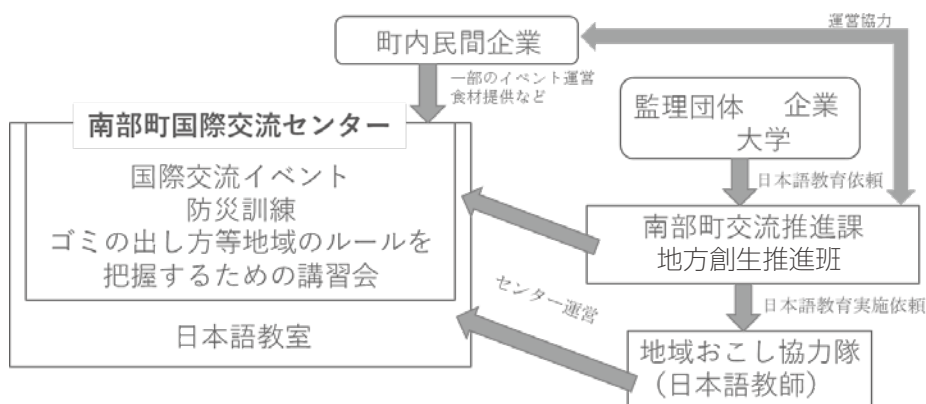 運営協力
町内民間企業
一部のイベント運営
食材提供など
南部町国際交流センター
国際交流イベント
防災訓練
ゴミの出し方等地域のルールを
把握するための講習会
日本語教室
監理団体　企業
大学
日本語教育依頼
南部町交流推進課
地方創生推進班
センター運営
日本語教育実施依頼
地域おこし協力隊
（日本語教師）